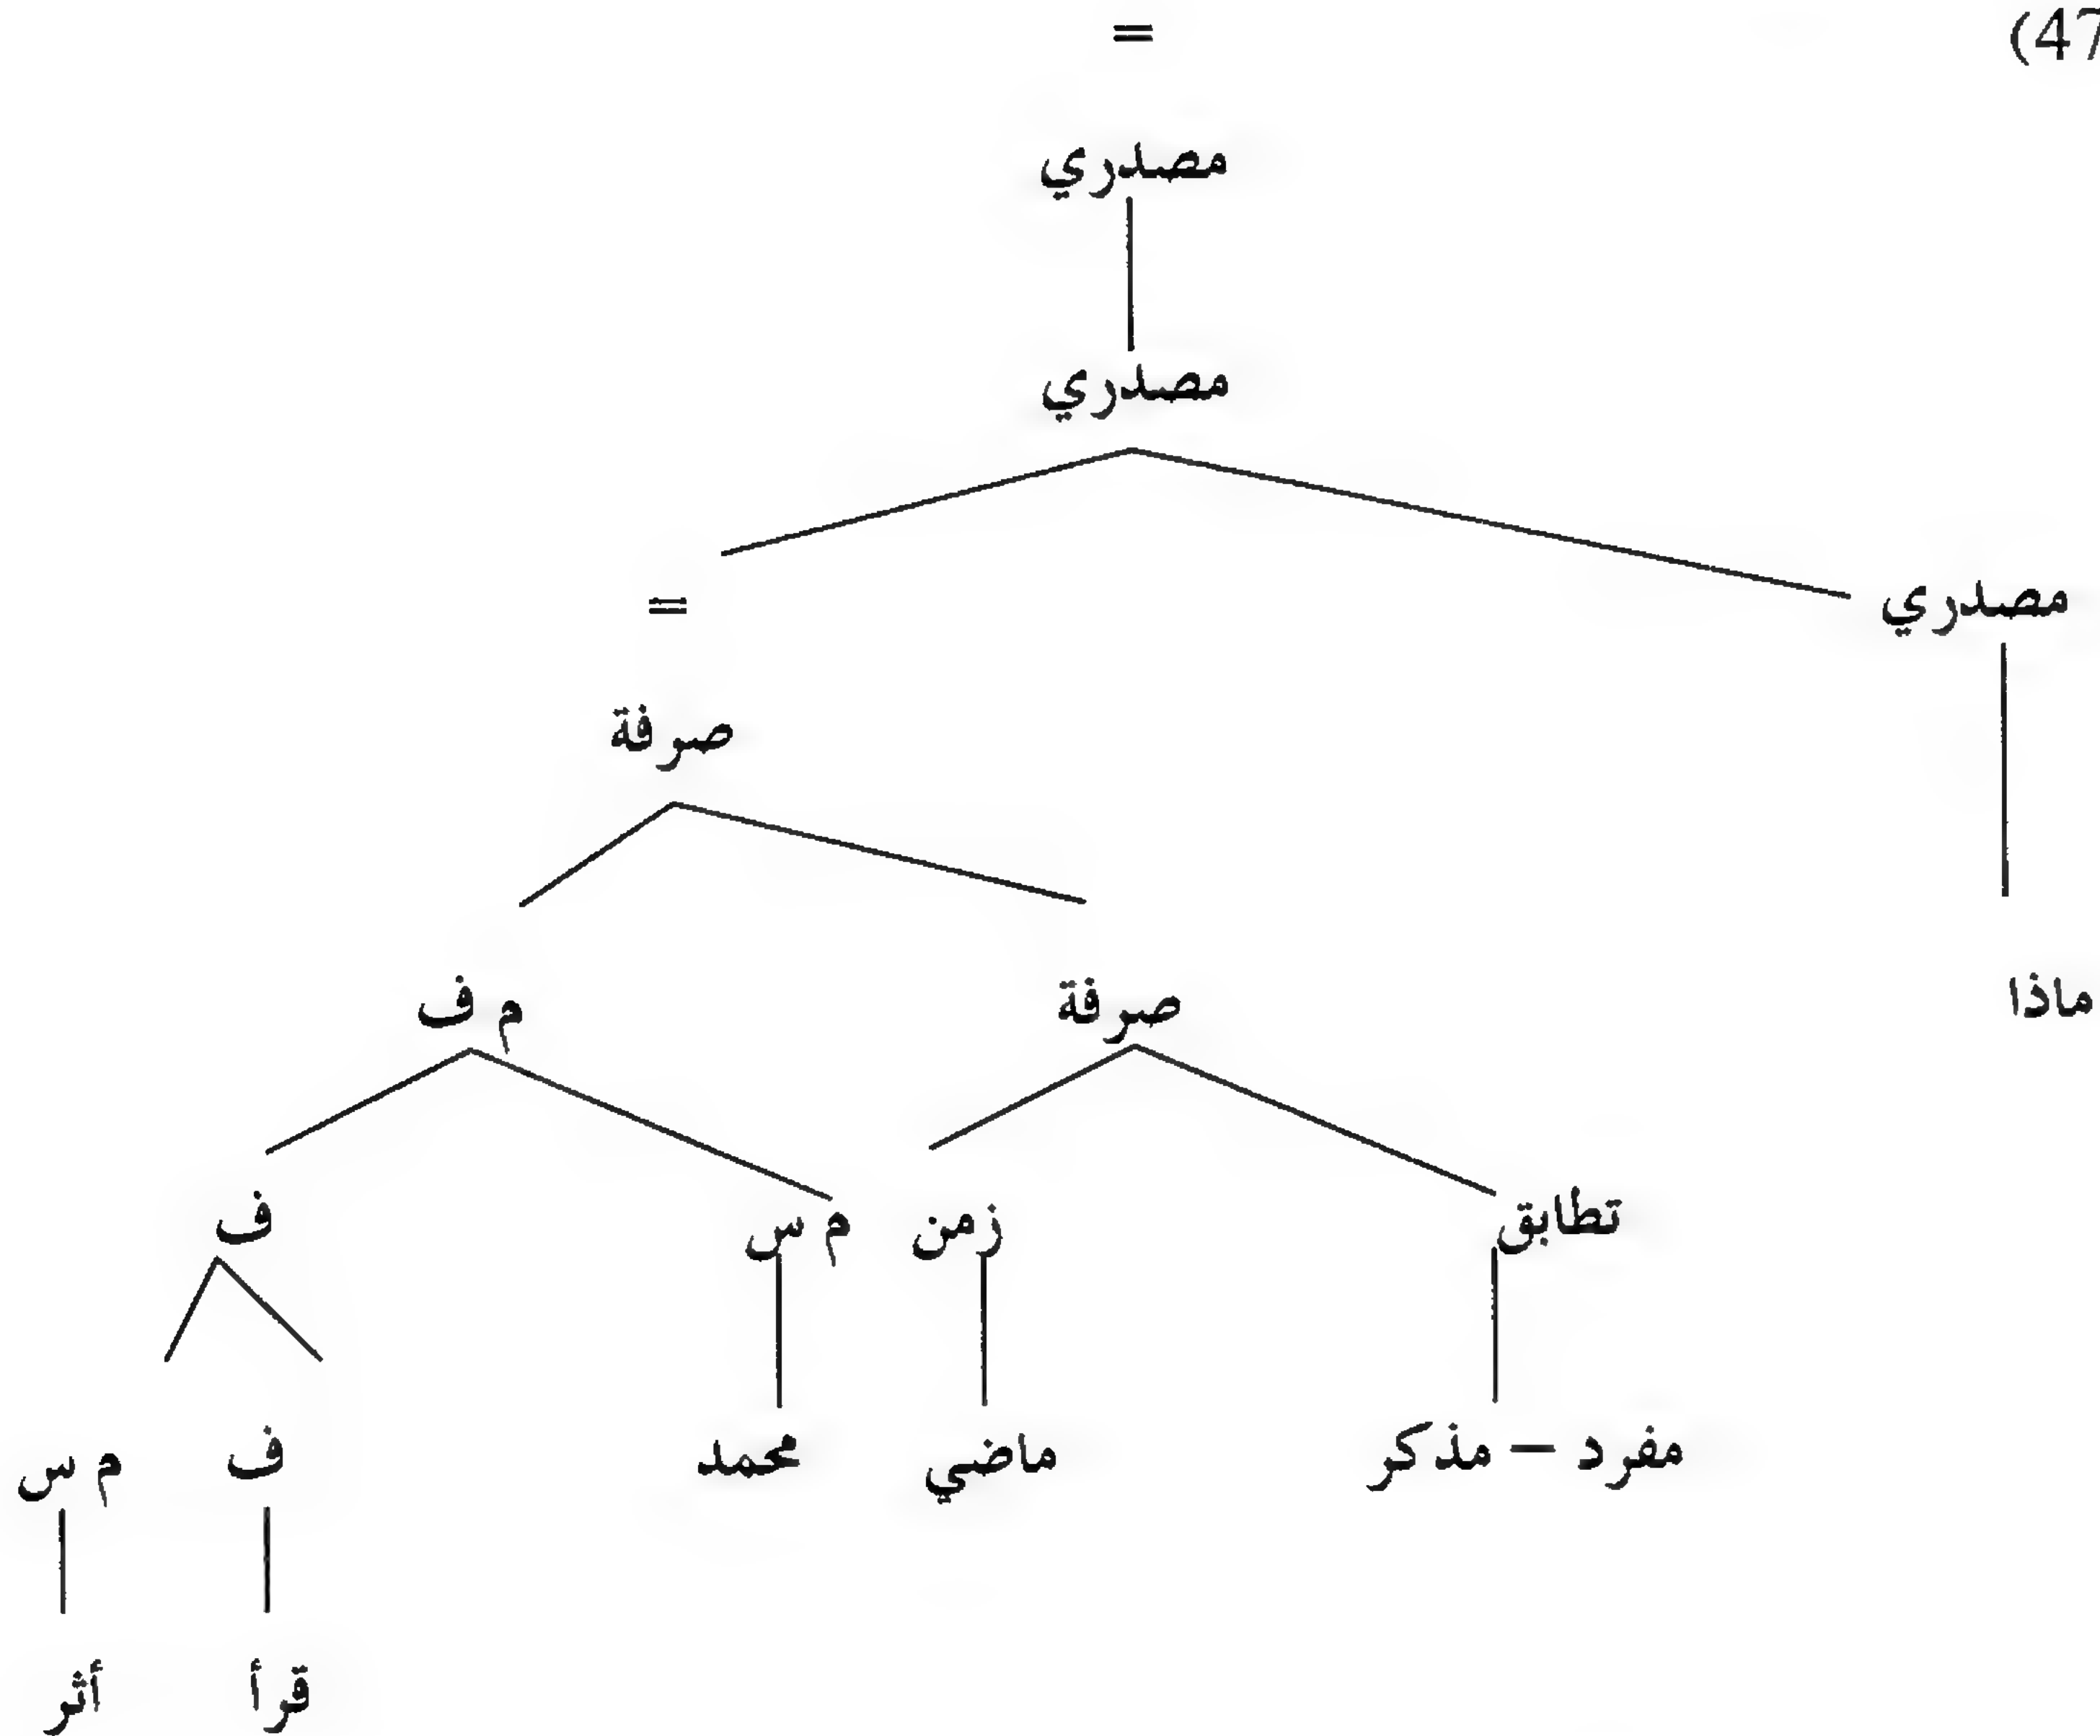 (47 =
مصدري
مصدري
مصدري
=
صرفة
ماذا صرفة م ف
تطابق زمن م س ف
مفرد – مذكر ماضي محمد ف م س
قرأ أثر